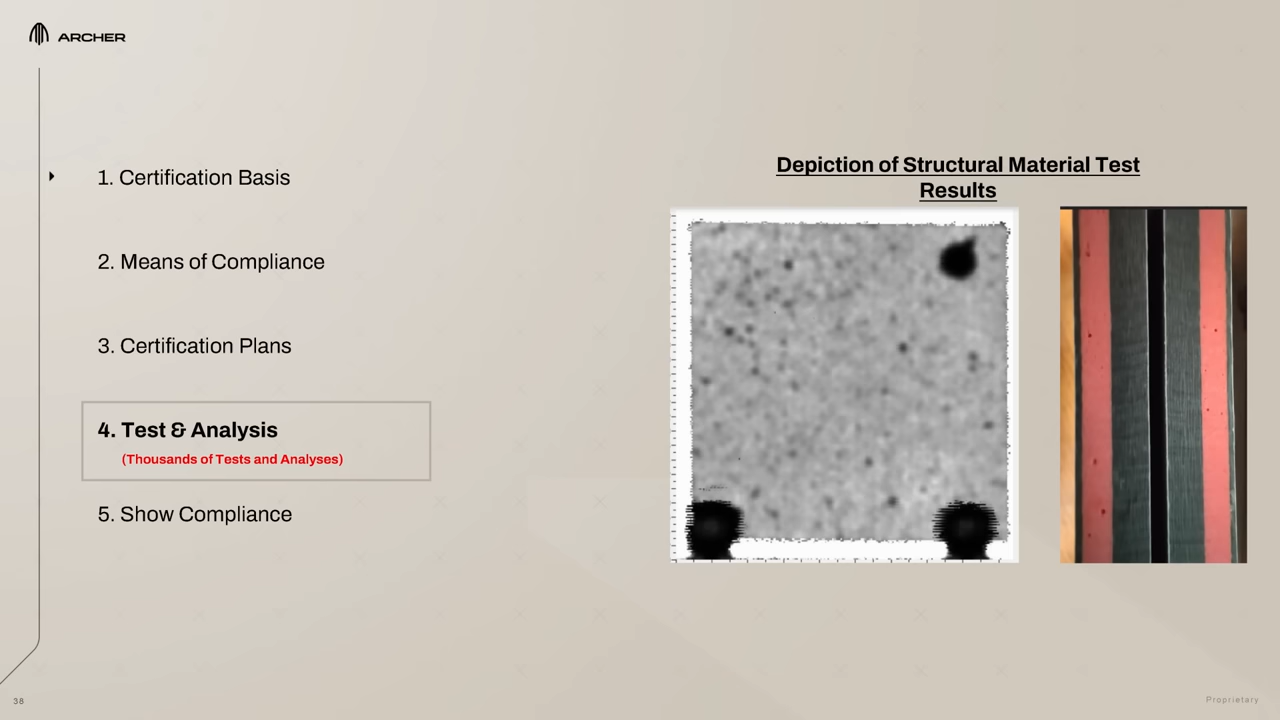 ARCHER
1. Certification Basis
2. Means of Compliance
3. Certification Plans
4. Test & Analysis
(Thousands of Tests and Analyses)
5. Show Compliance
Depiction of Structural Material Test
Results
38
Proprietary